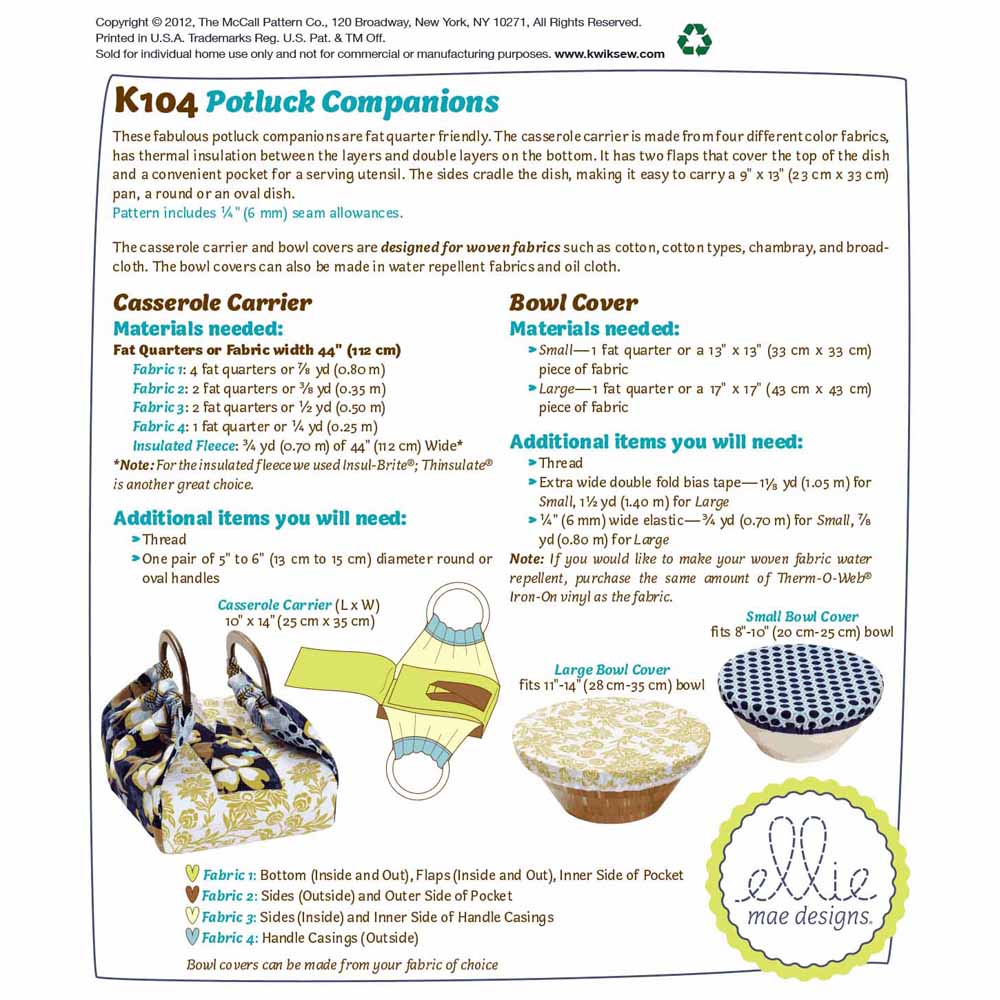 Copyright © 2012, The McCall Pattern Co., 120 Broadway, New York, NY 10271, All Rights Reserved.
Printed in U.S.A. Trademarks Reg. U.S. Pat. & TM Off.
Sold for individual home use only and not for commercial or manufacturing purposes. www.kwiksew.com
K104 Potluck Companions
These fabulous potluck companions are fat quarter friendly. The casserole carrier is made from four different color fabrics,
has thermal insulation between the layers and double layers on the bottom. It has two flaps that cover the top of the dish
and a convenient pocket for a serving utensil. The sides cradle the dish, making it easy to carry a 9" x 13" (23 cm x 33 cm)
pan, a round or an oval dish.
Pattern includes ¼" (6 mm) seam allowances.
The casserole carrier and bowl covers are designed for woven fabrics such as cotton, cotton types, chambray, and broad-
cloth. The bowl covers can also be made in water repellent fabrics and oil cloth.
Casserole Carrier
Materials needed:
Fat Quarters or Fabric width 44" (112 cm)
Fabric 1: 4 fat quarters or ⅞ yd (0.80 m)
Fabric 2: 2 fat quarters or ⅜ yd (0.35 m)
Fabric 3: 2 fat quarters or ½ yd (0.50 m)
Fabric 4: 1 fat quarter or ¼ yd (0.25 m)
Insulated Fleece: ¾ yd (0.70 m) of 44" (112 cm) Wide*
*Note: For the insulated fleece we used Insul-Brite®; Thinsulate®
is another great choice.
Additional items you will need:
➢Thread
➢One pair of 5" to 6" (13 cm to 15 cm) diameter round or
oval handles
Bowl Cover
Materials needed:
➢Small—1 fat quarter or a 13" x 13" (33 cm x 33 cm)
piece of fabric
➢Large—1 fat quarter or a 17" x 17" (43 cm x 43 cm)
piece of fabric
Additional items you will need:
➢Thread
➢Extra wide double fold bias tape—1⅛ yd (1.05 m) for
Small, 1½ yd (1.40 m) for Large
➢¼" (6 mm) wide elastic—¾ yd (0.70 m) for Small, ⅞
yd (0.80 m) for Large
Note: If you would like to make your woven fabric water
repellent, purchase the same amount of Therm-O-Web®
Iron-On vinyl as the fabric.
Casserole Carrier (L x W)
10" x 14" (25 cm x 35 cm)
Small Bowl Cover
fits 8"-10" (20 cm-25 cm) bowl
Large Bowl Cover
fits 11"-14" (28 cm-35 cm) bowl
Fabric 1: Bottom (Inside and Out), Flaps (Inside and Out), Inner Side of Pocket
Fabric 2: Sides (Outside) and Outer Side of Pocket
Fabric 3: Sides (Inside) and Inner Side of Handle Casings
Fabric 4: Handle Casings (Outside)
Bowl covers can be made from your fabric of choice
ellie
mae designs®